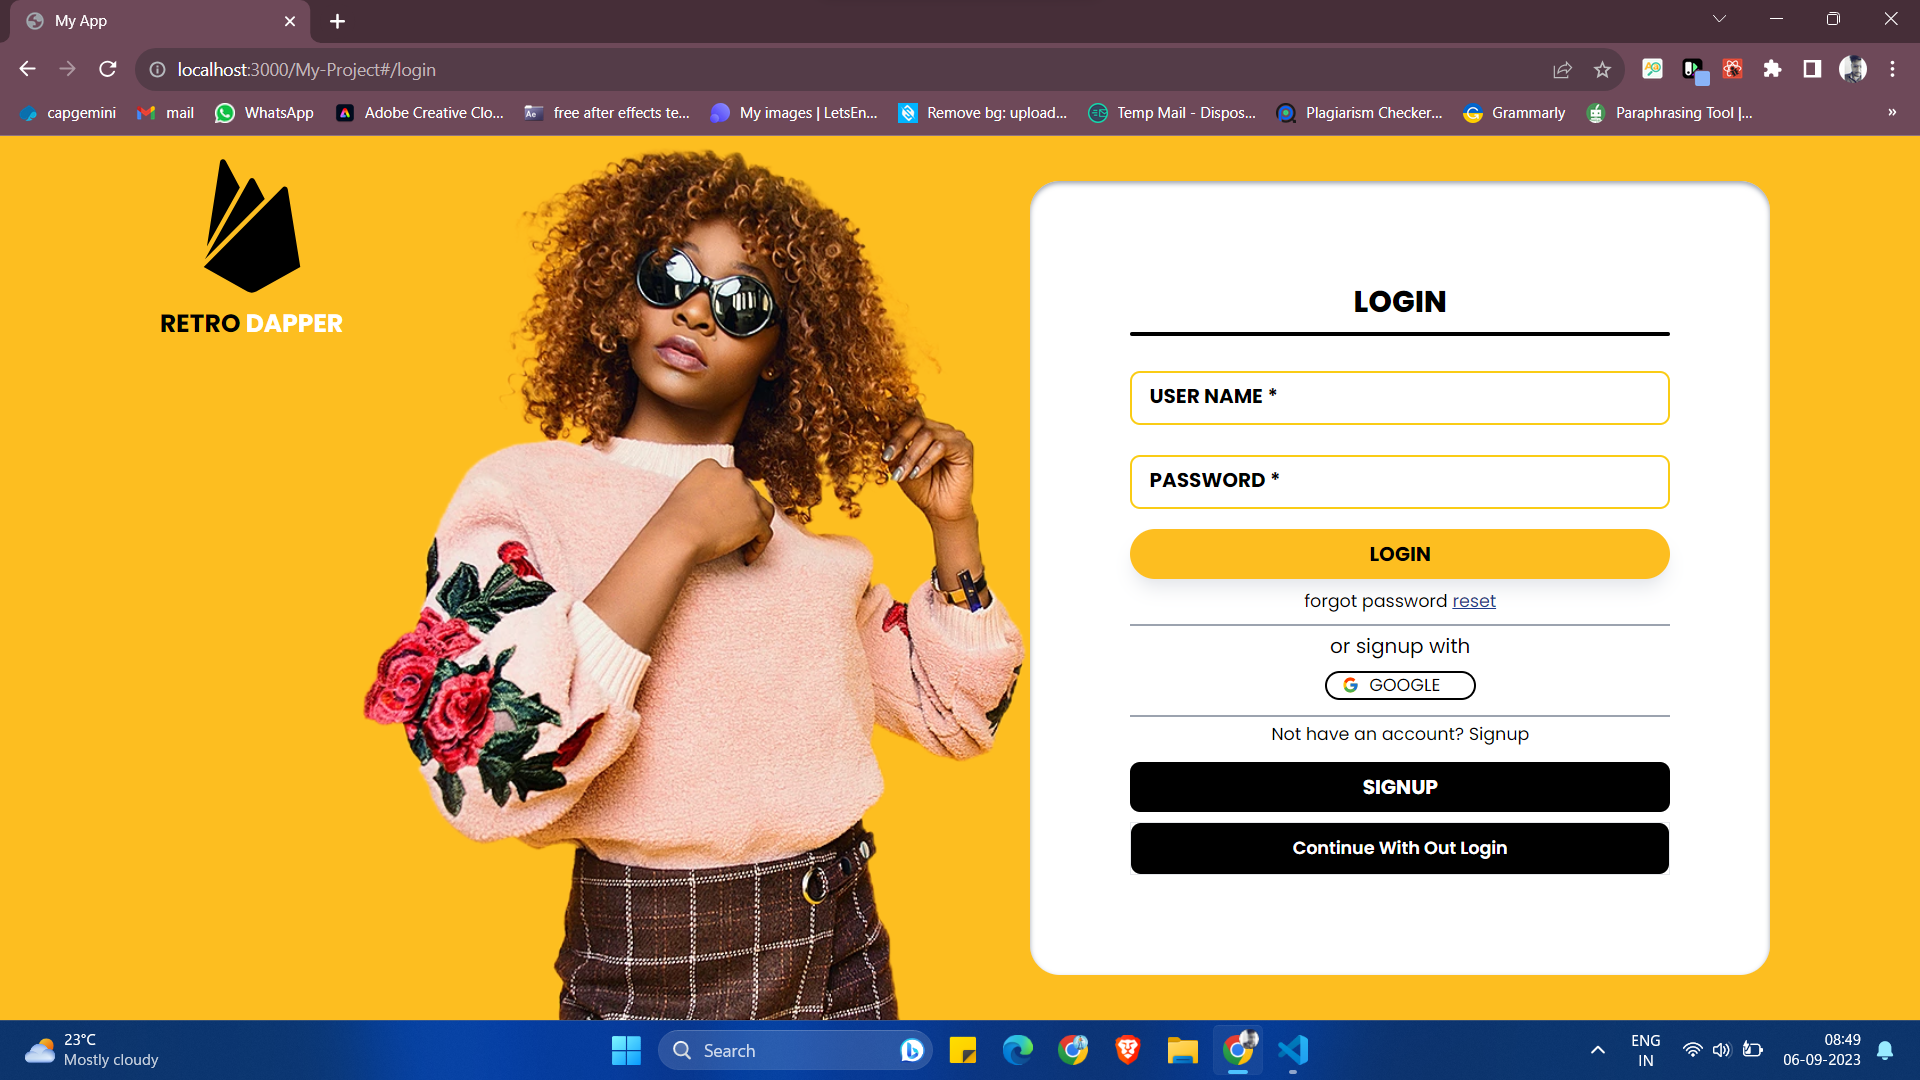 My App
localhost:3000/My-Project#/login
capgemini
mail
WhatsApp
Adobe Creative Clo...
Ae
free after effects te...
My images | LetsEn...
Remove bg: upload...
Temp Mail - Dispos...
Plagiarism Checker...
Grammarly
Paraphrasing Tool |...
»
RETRO DAPPER
LOGIN
USER NAME *
PASSWORD *
LOGIN
forgot password reset
or signup with
GOOGLE
Not have an account? Signup
SIGNUP
Continue With Out Login
23°C
Mostly cloudy
Search
ENG
IN
08:49
06-09-2023